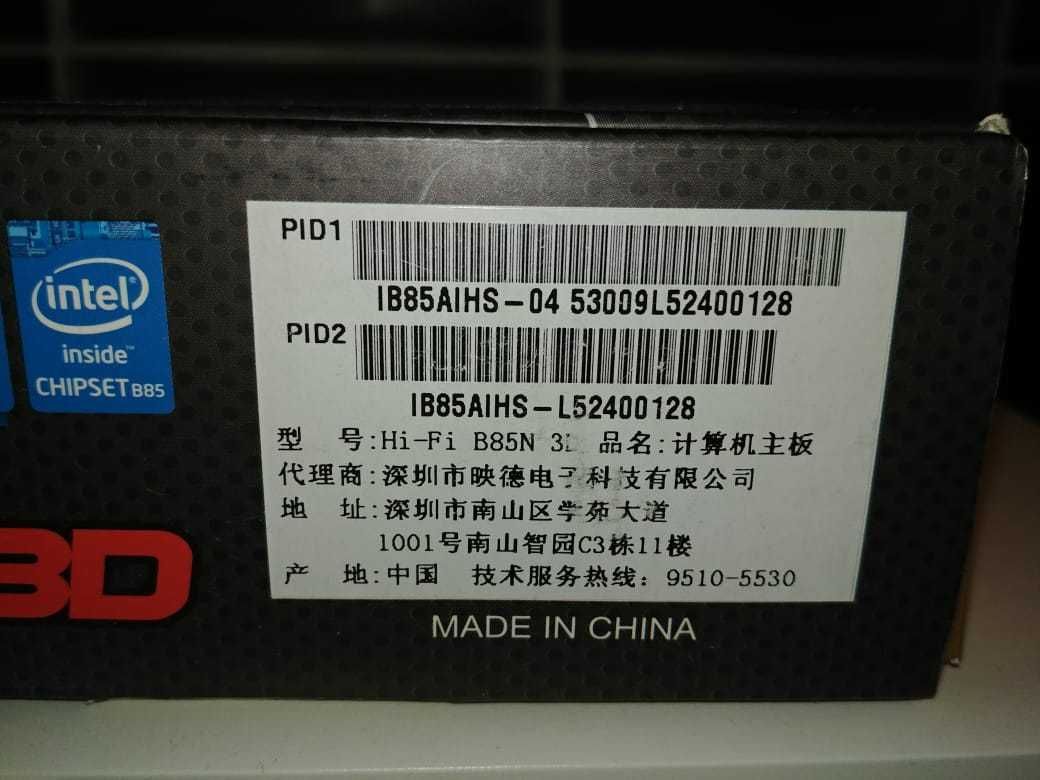 PID1
IB85AIHS-04 53009L52400128
PID2
IB85AIHS-L52400128
型 号:Hi-Fi B85N 品名:计算机主板
代理商:深圳市映德电子科技有限公司
地 址:深圳市南山区学苑大道
1001号南山智园C3栋11楼
产 地:中国 技术服务热线: 9510-5530
MADE IN CHINA
intel
inside™
CHIPSET B85
3D